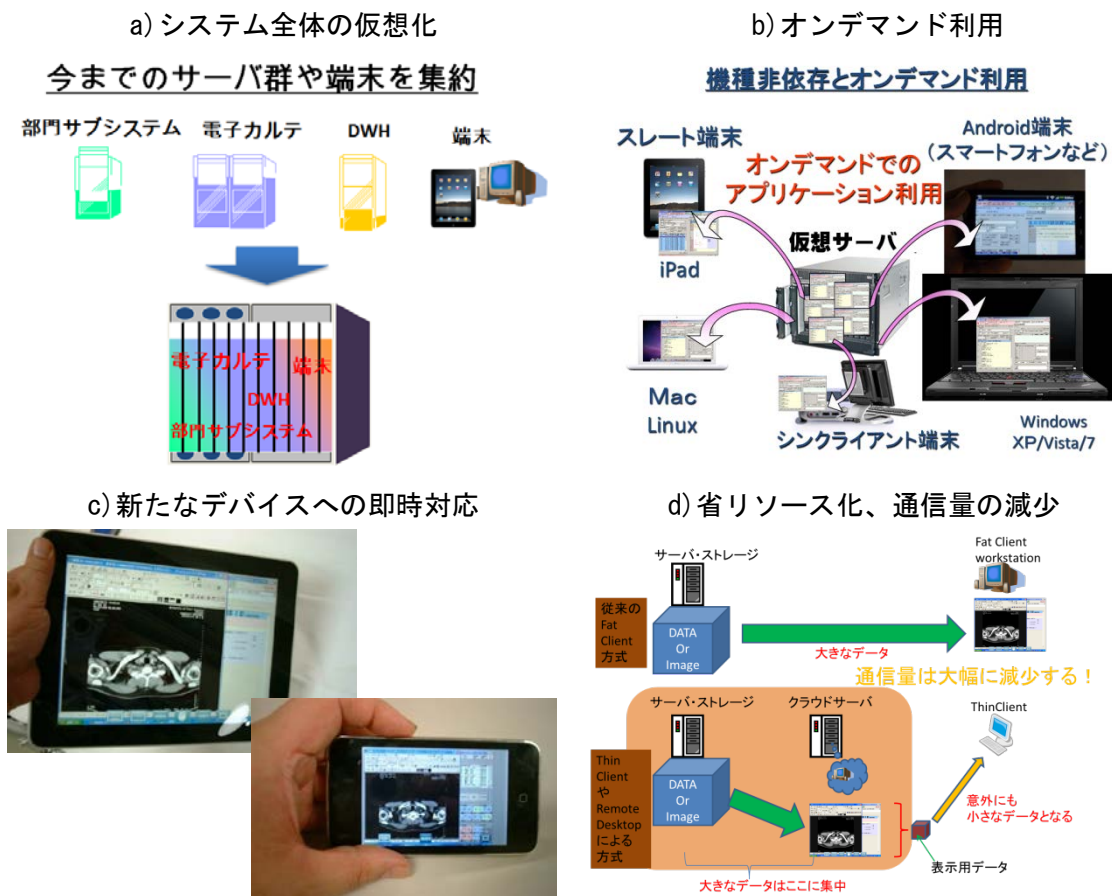 a)システム全体の仮想化
今までのサーバ群や端末を集約
部門サブシステム
電子カルテ
DWH
端末
電子カルテ
端末
DWH
部門サブシステム
b)オンデマンド利用
機種非依存とオンデマンド利用
スレート端末
Android端末
(スマートフォンなど)
オンデマンドでの
アプリケーション利用
仮想サーバ
iPad
Mac
Linux
シンクライアント端末
Windows
XP/Vista/7
c)新たなデバイスへの即時対応
d)省リソース化、通信量の減少
サーバ・ストレージ
Fat Client
workstation
従来の
Fat
Client
方式
DATA
Or
Image
大きなデータ
通信量は大幅に減少する！
サーバ・ストレージ
クラウドサーバ
ThinClient
Thin
Client
や
Remote
Desktop
による
方式
DATA
Or
Image
意外にも
小さなデータとなる
表示用データ
大きなデータはここに集中